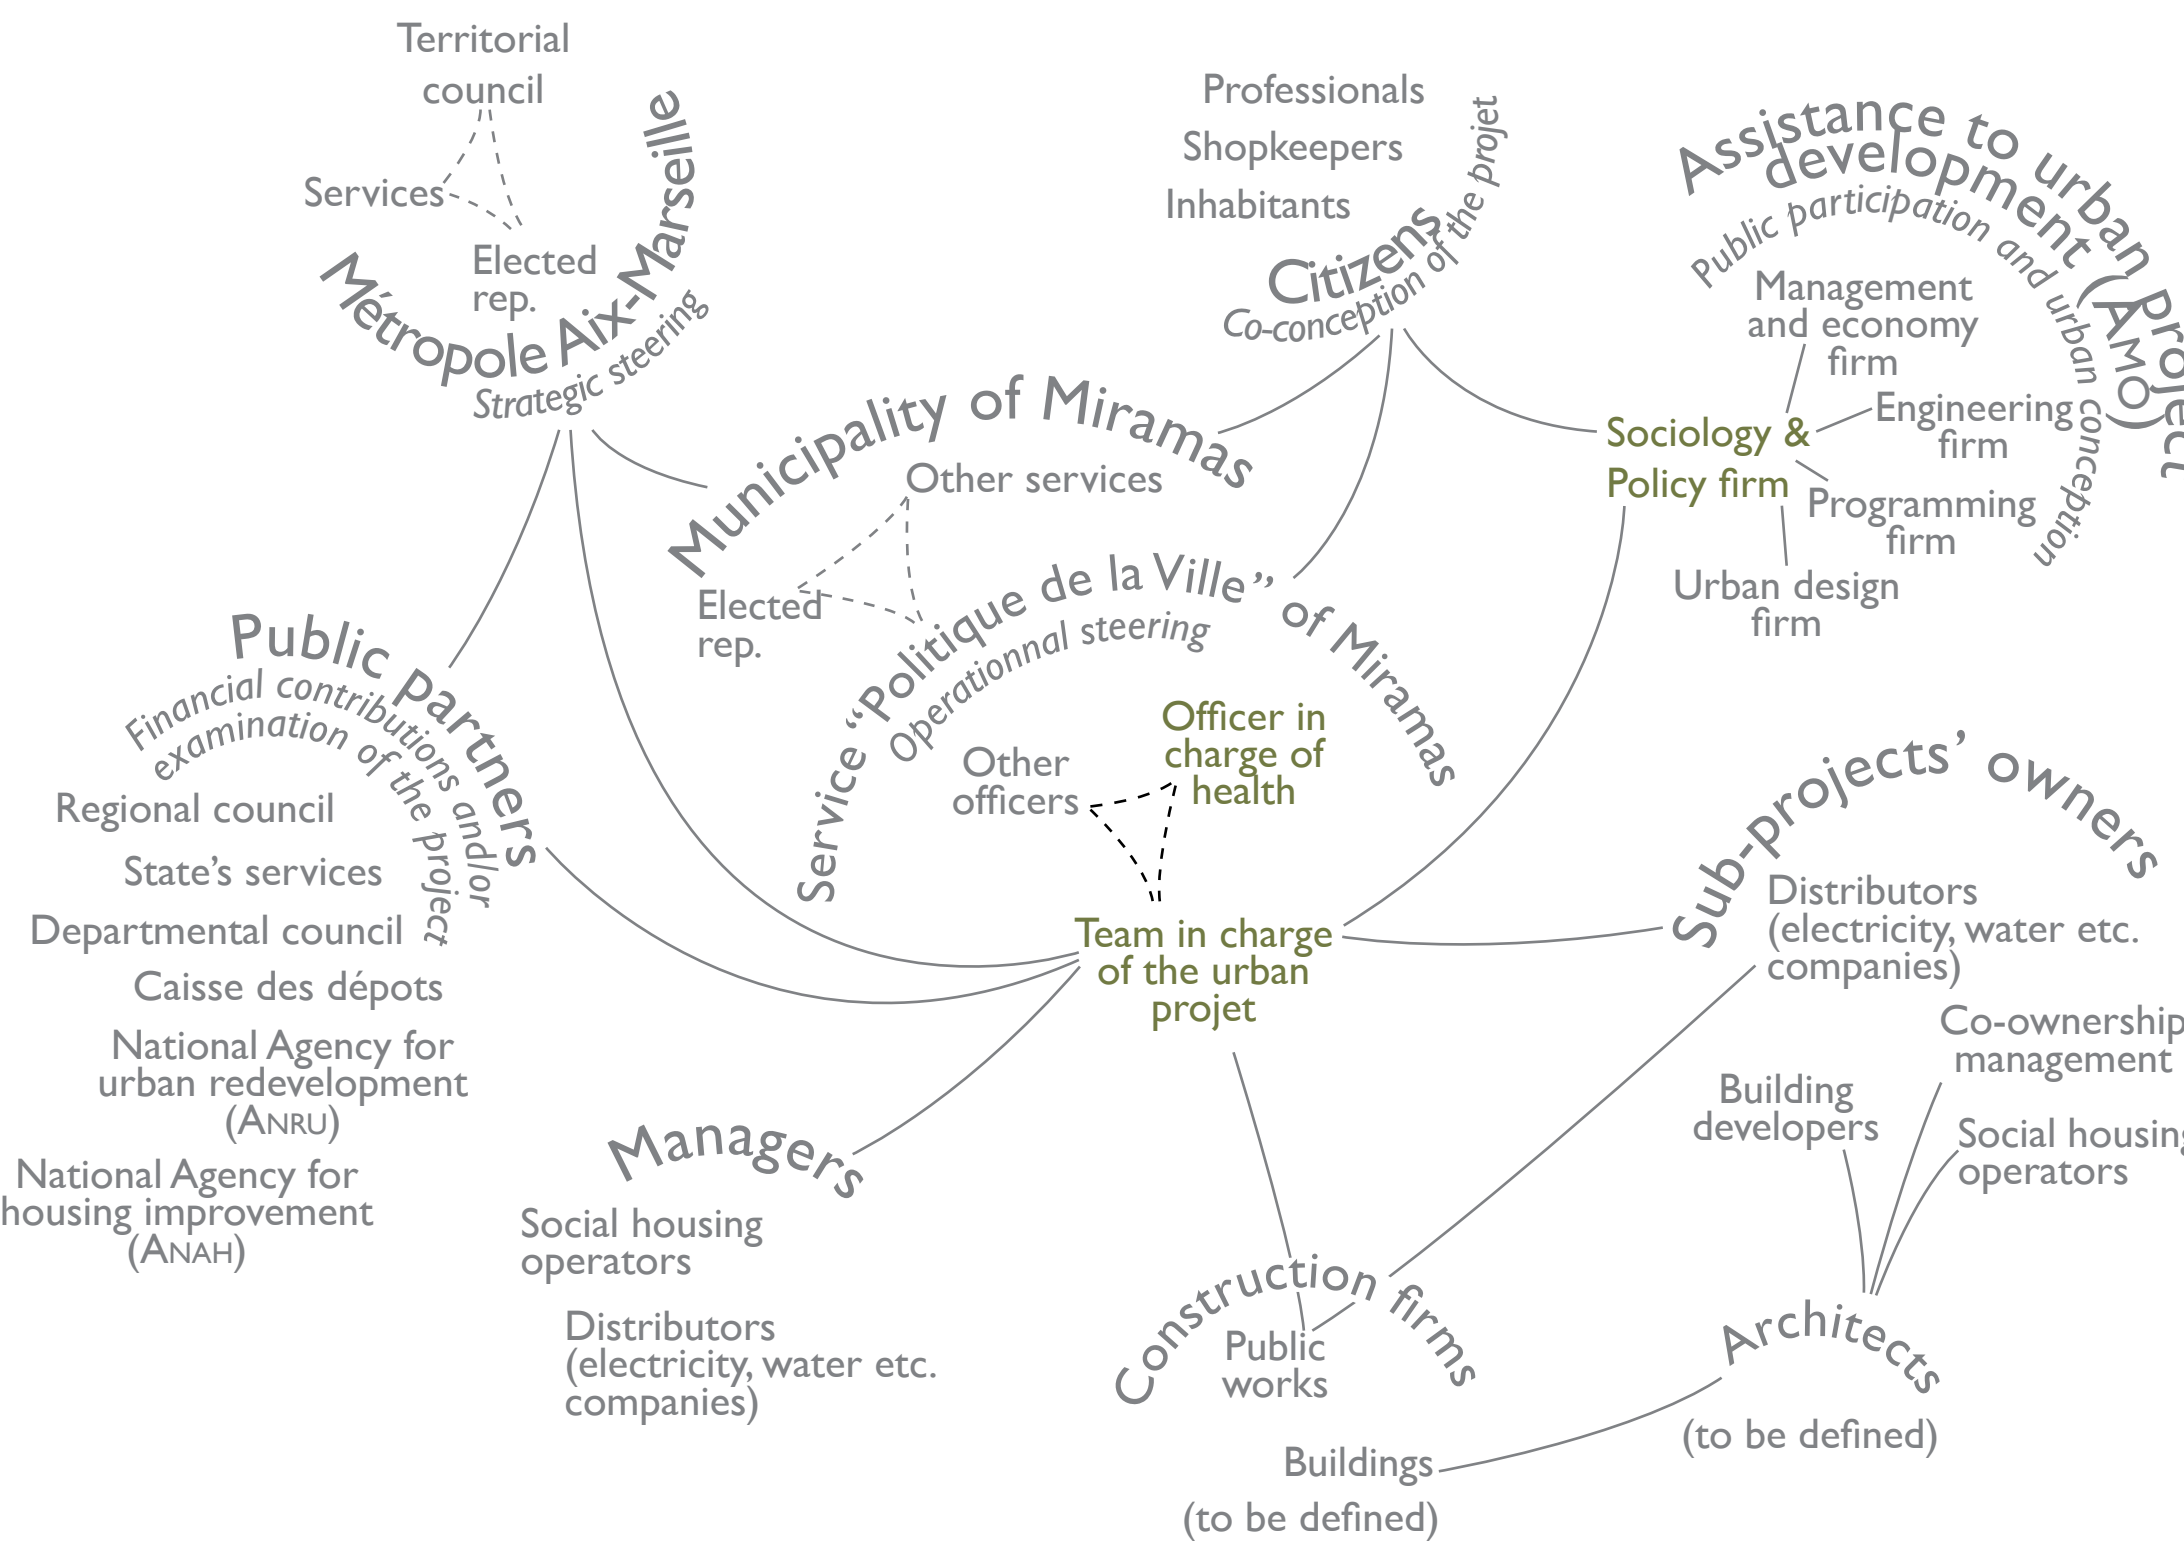 Territorial
council
Services
Elected
rep.
Métropole Aix-Marseille
Strategic steering
Professionals
Shopkeepers
Inhabitants
Citizens
Co-conception of the projet
Assistance to urban project
development (AMO)
Public participation and urban conception
Management
and economy
firm
Engineering
firm
Sociology &
Policy firm
Programming
firm
Urban design
firm
Municipality of Miramas
Other services
Elected
rep.
Service “Politique de la Ville” of Miramas
Operationnal steering
Officer in
charge of
health
Other
officers
Team in charge
of the urban
projet
Public partners
Financial contributions and/or
examination of the project
Regional council
State’s services
Departmental council
Caisse des dépots
National Agency for
urban redevelopment
(ANRU)
National Agency for
housing improvement
(ANAH)
Managers
Social housing
operators
Distributors
(electricity, water etc.
companies)
Sub-projects’ owners
Distributors
(electricity, water etc.
companies)
Co-ownership
management
Building
developers
Social housing
operators
Construction firms
Public
works
Buildings
(to be defined)
Architects
(to be defined)